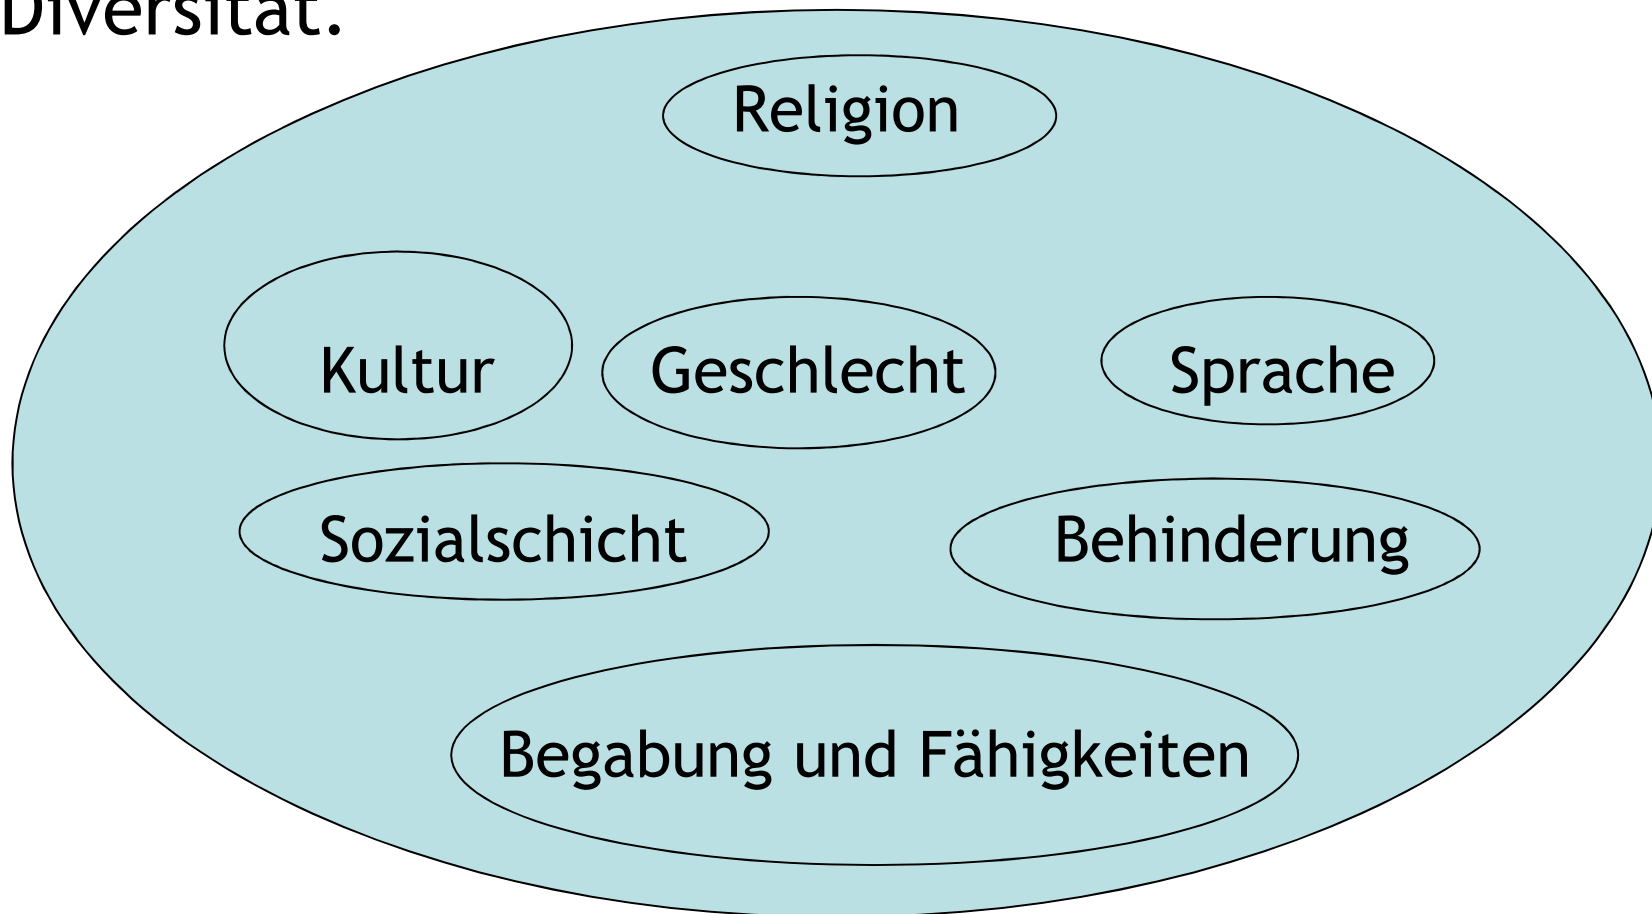 Diversität.
Religion
Kultur
Geschlecht
Sprache
Sozialschicht
Behinderung
Begabung und Fähigkeiten